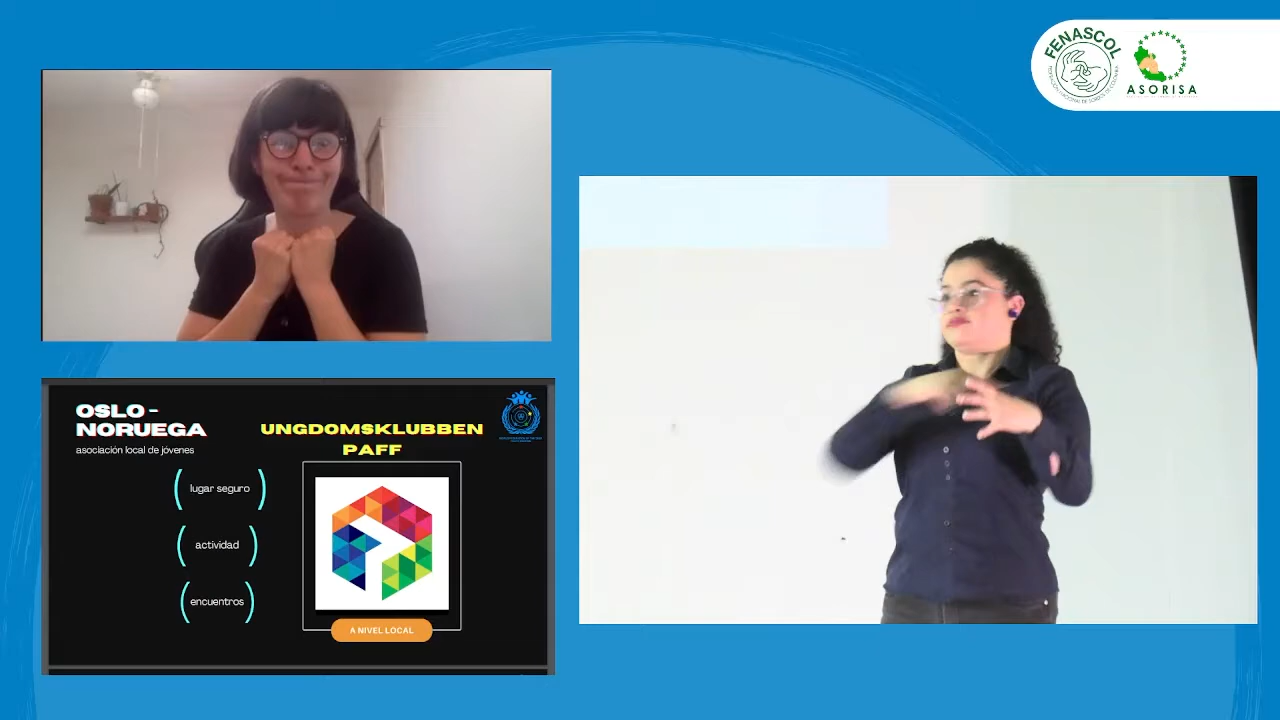 FENASCOL
ASORISA
OSLO -
NORUEGA
asociación local de jóvenes
UNGDOMSKLUBBEN
PAFF
lugar seguro
actividad
encuentros
A NIVEL LOCAL